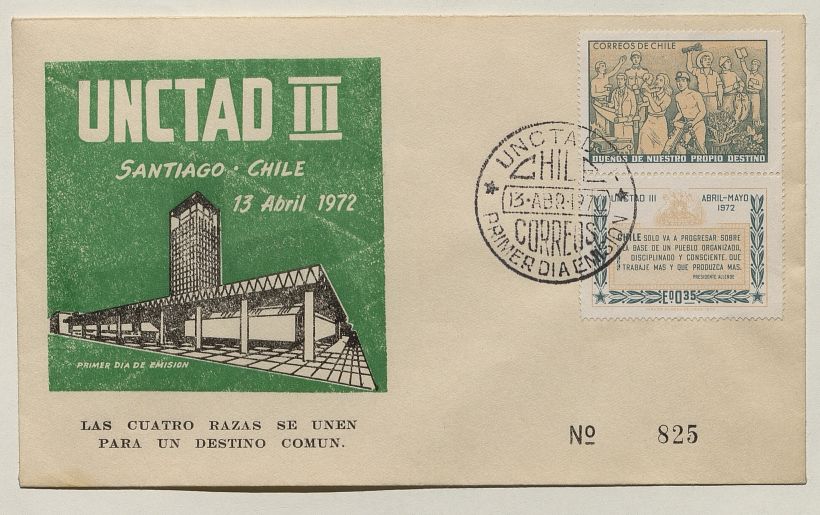 UNCTAD III
SANTIAGO · CHILE
13 Abril 1972
PRIMER DIA DE EMISION
LAS CUATRO RAZAS SE UNEN
PARA UN DESTINO COMUN.
CORREOS DE CHILE
DUEÑOS DE NUESTRO PROPIO DESTINO
UNCTAD III ABRIL-MAYO
1972
CHILE SOLO VA A PROGRESAR SOBRE
LA BASE DE UN PUEBLO ORGANIZADO,
DISCIPLINADO Y CONSCIENTE. QUE
TRABAJE MAS Y QUE PRODUZCA MAS.
PRESIDENTE ALLENDE
Eº0,35
UNCTAD
CHILE
13-ABR-197
CORREOS
PRIMER DIA EMISION
Nº 825